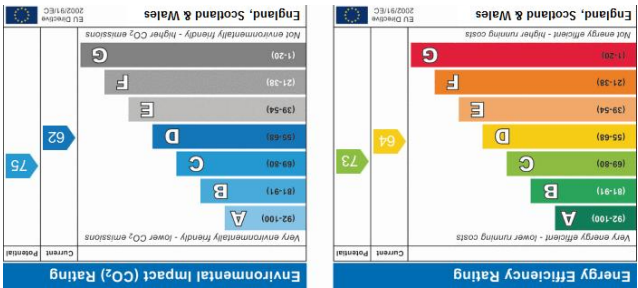 Energy Efficiency Rating
Current Potential
Very energy efficient - lower running costs
(92-100) A
(81-91) B
(69-80) C
(55-68) D
(39-54) E
(21-38) F
(1-20) G
64
73
Not energy efficient - higher running costs
England, Scotland & Wales
EU Directive
2002/91/EC
Environmental Impact (CO₂) Rating
Current Potential
Very environmentally friendly - lower CO₂ emissions
(92-100) A
(81-91) B
(69-80) C
(55-68) D
(39-54) E
(21-38) F
(1-20) G
62
75
Not environmentally friendly - higher CO₂ emissions
England, Scotland & Wales
EU Directive
2002/91/EC